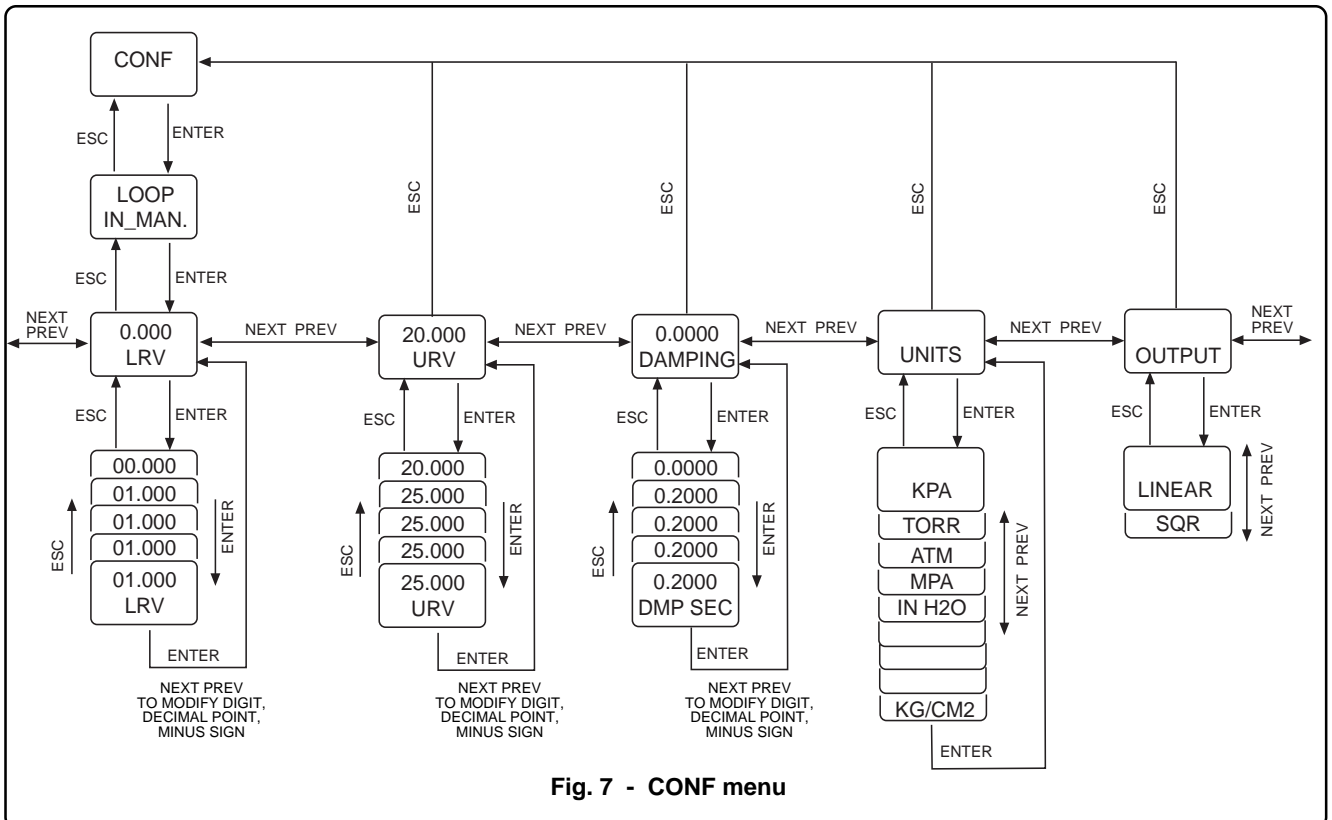 CONF
ESC
ENTER
LOOP
IN_MAN.
ESC
ENTER
ESC
ESC
ESC
ESC
NEXT
PREV
0.000
LRV
NEXT PREV
20.000
URV
NEXT PREV
0.0000
DAMPING
NEXT PREV
UNITS
NEXT PREV
OUTPUT
NEXT
PREV
ESC
ENTER
00.000
01.000
01.000
01.000
01.000
LRV
ESC
ENTER
ENTER
NEXT PREV
TO MODIFY DIGIT,
DECIMAL POINT,
MINUS SIGN
ESC
ENTER
20.000
25.000
25.000
25.000
25.000
URV
ESC
ENTER
ENTER
NEXT PREV
TO MODIFY DIGIT,
DECIMAL POINT,
MINUS SIGN
ESC
ENTER
0.0000
0.2000
0.2000
0.2000
0.2000
DMP SEC
ESC
ENTER
ENTER
NEXT PREV
TO MODIFY DIGIT,
DECIMAL POINT,
MINUS SIGN
ESC
ENTER
KPA
TORR
ATM
MPA
IN H2O
KG/CM2
NEXT PREV
ENTER
ESC
ENTER
LINEAR
SQR
NEXT PREV
Fig. 7 - CONF menu